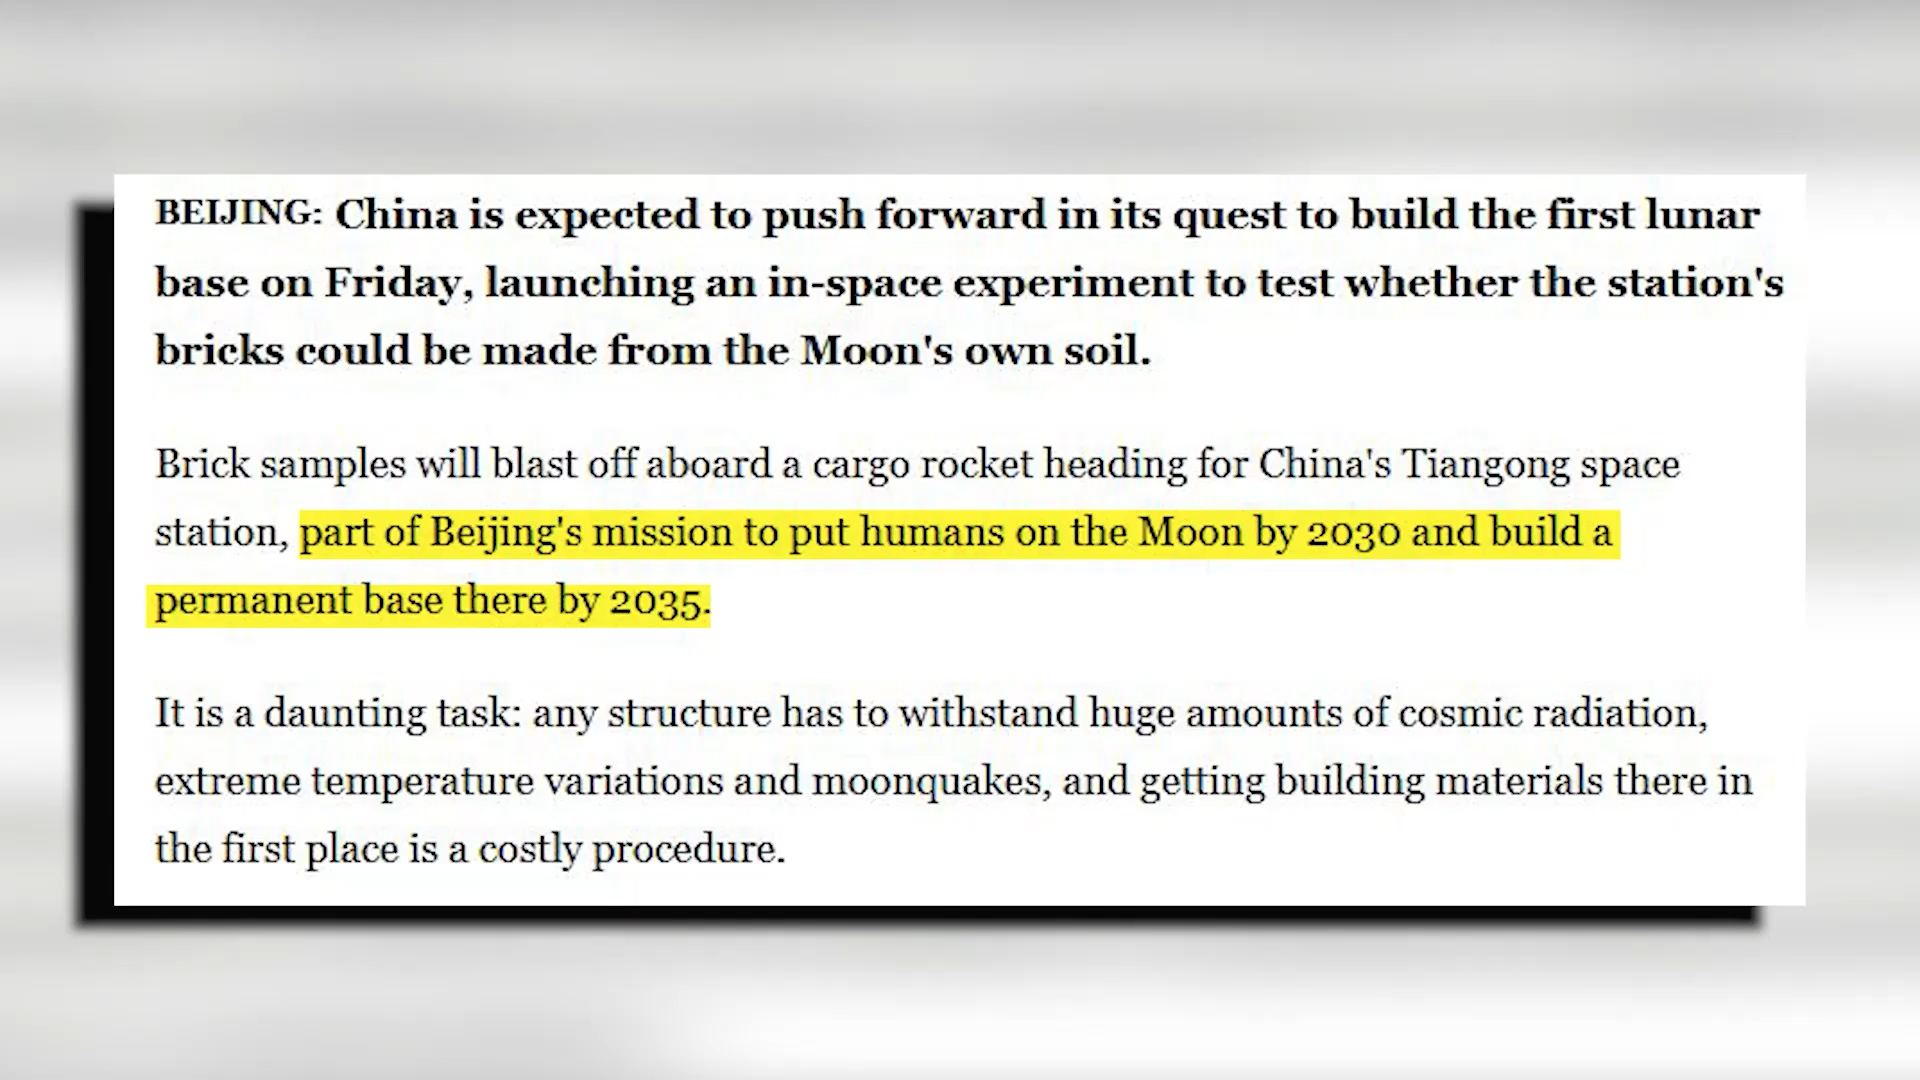 BEIJING: China is expected to push forward in its quest to build the first lunar
base on Friday, launching an in-space experiment to test whether the station's
bricks could be made from the Moon's own soil.
Brick samples will blast off aboard a cargo rocket heading for China's Tiangong space
station, part of Beijing's mission to put humans on the Moon by 2030 and build a
permanent base there by 2035.
It is a daunting task: any structure has to withstand huge amounts of cosmic radiation,
extreme temperature variations and moonquakes, and getting building materials there in
the first place is a costly procedure.